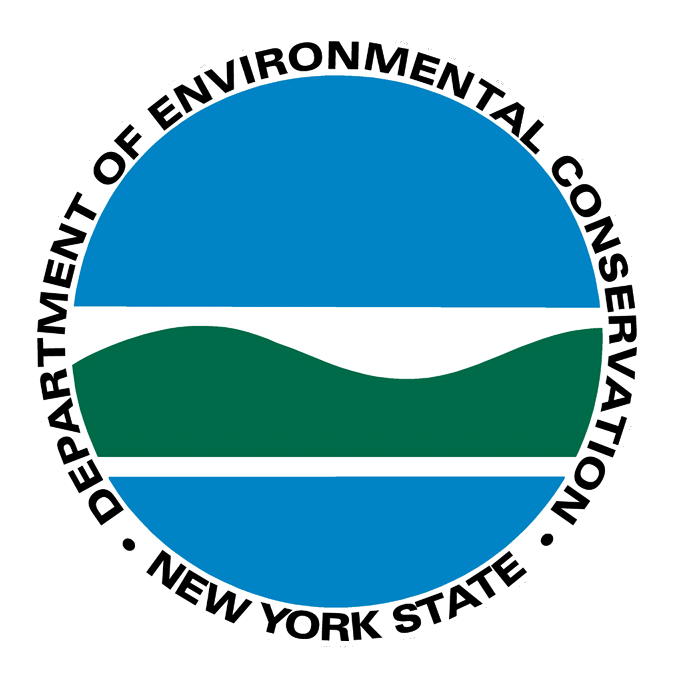 DEPARTMENT OF ENVIRONMENTAL CONSERVATION
• NEW YORK STATE •